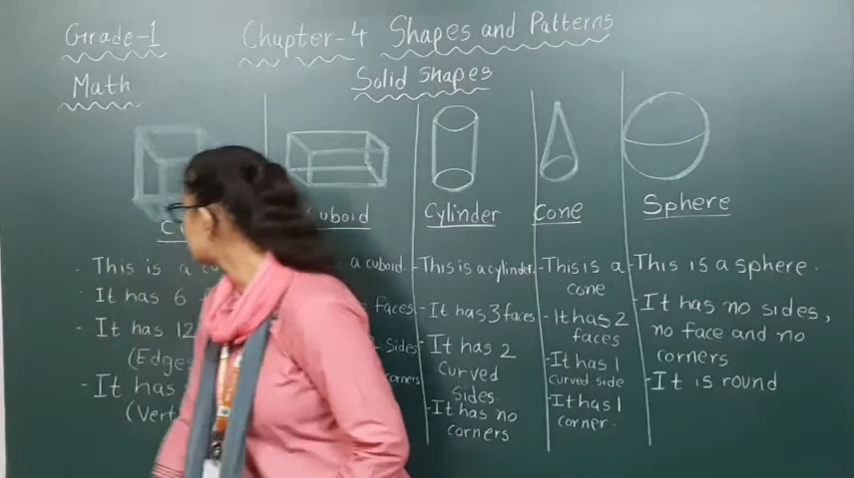 Grade-1
Chapter-4 Shapes and Patterns
Math
Solid shapes
Cuboid
Cylinder
Cone
Sphere
- This is a
- It has 6
- It has 12
(Edges
- It has
(Vert
a cuboid.
faces
sides
corners
- This is a cylinder.
- It has 3 faces
- It has 2
curved
sides.
- It has no
corners
- This is a
cone
- It has 2
faces
- It has 1
curved side
- It has 1
corner.
- This is a sphere.
- It has no sides,
no face and no
corners
- It is round